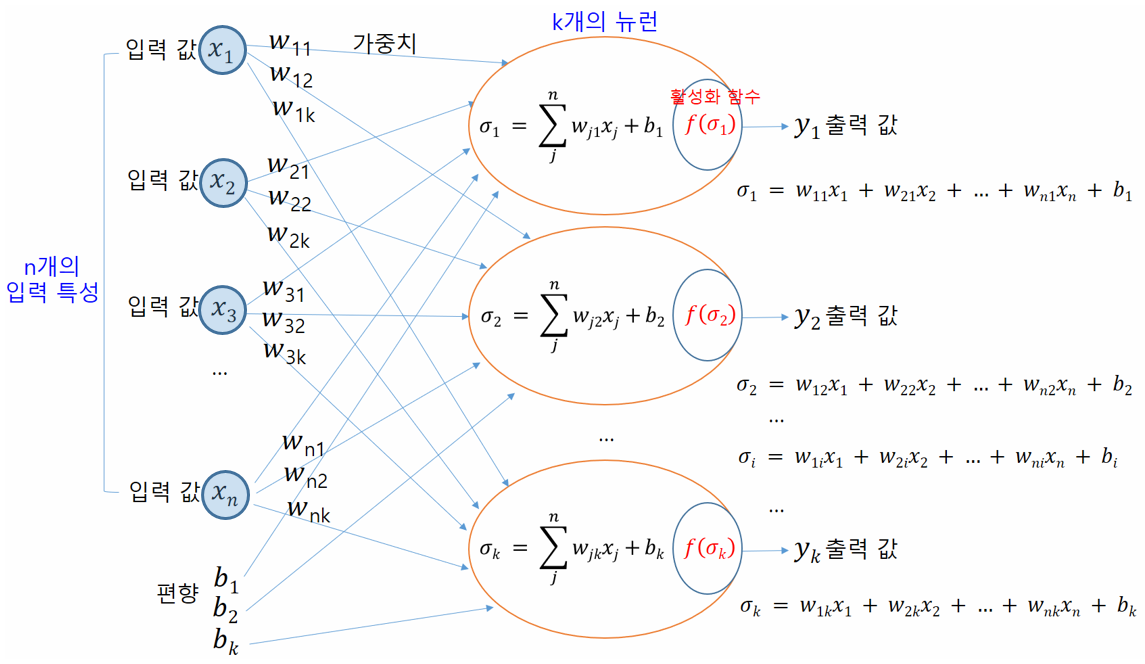 k개의 뉴런
입력 값 x₁
w₁₁
가중치
w₁₂
w₁ₖ
활성화 함수
σ₁ = ∑ⱼⁿ wⱼ₁xⱼ + b₁
f(σ₁)
y₁ 출력 값
σ₁ = w₁₁x₁ + w₂₁x₂ + ... + wₙ₁xₙ + b₁
입력 값 x₂
w₂₁
w₂₂
w₂ₖ
n개의
입력 특성
입력 값 x₃
w₃₁
w₃₂
w₃ₖ
...
σ₂ = ∑ⱼⁿ wⱼ₂xⱼ + b₂
f(σ₂)
y₂ 출력 값
σ₂ = w₁₂x₁ + w₂₂x₂ + ... + wₙ₂xₙ + b₂
...
σᵢ = w₁ᵢx₁ + w₂ᵢx₂ + ... + wₙᵢxₙ + bᵢ
...
...
입력 값 xₙ
wₙ₁
wₙ₂
wₙₖ
σₖ = ∑ⱼⁿ wⱼₖxⱼ + bₖ
f(σₖ)
yₖ 출력 값
σₖ = w₁ₖx₁ + w₂ₖx₂ + ... + wₙₖxₙ + bₖ
편향
b₁
b₂
bₖ